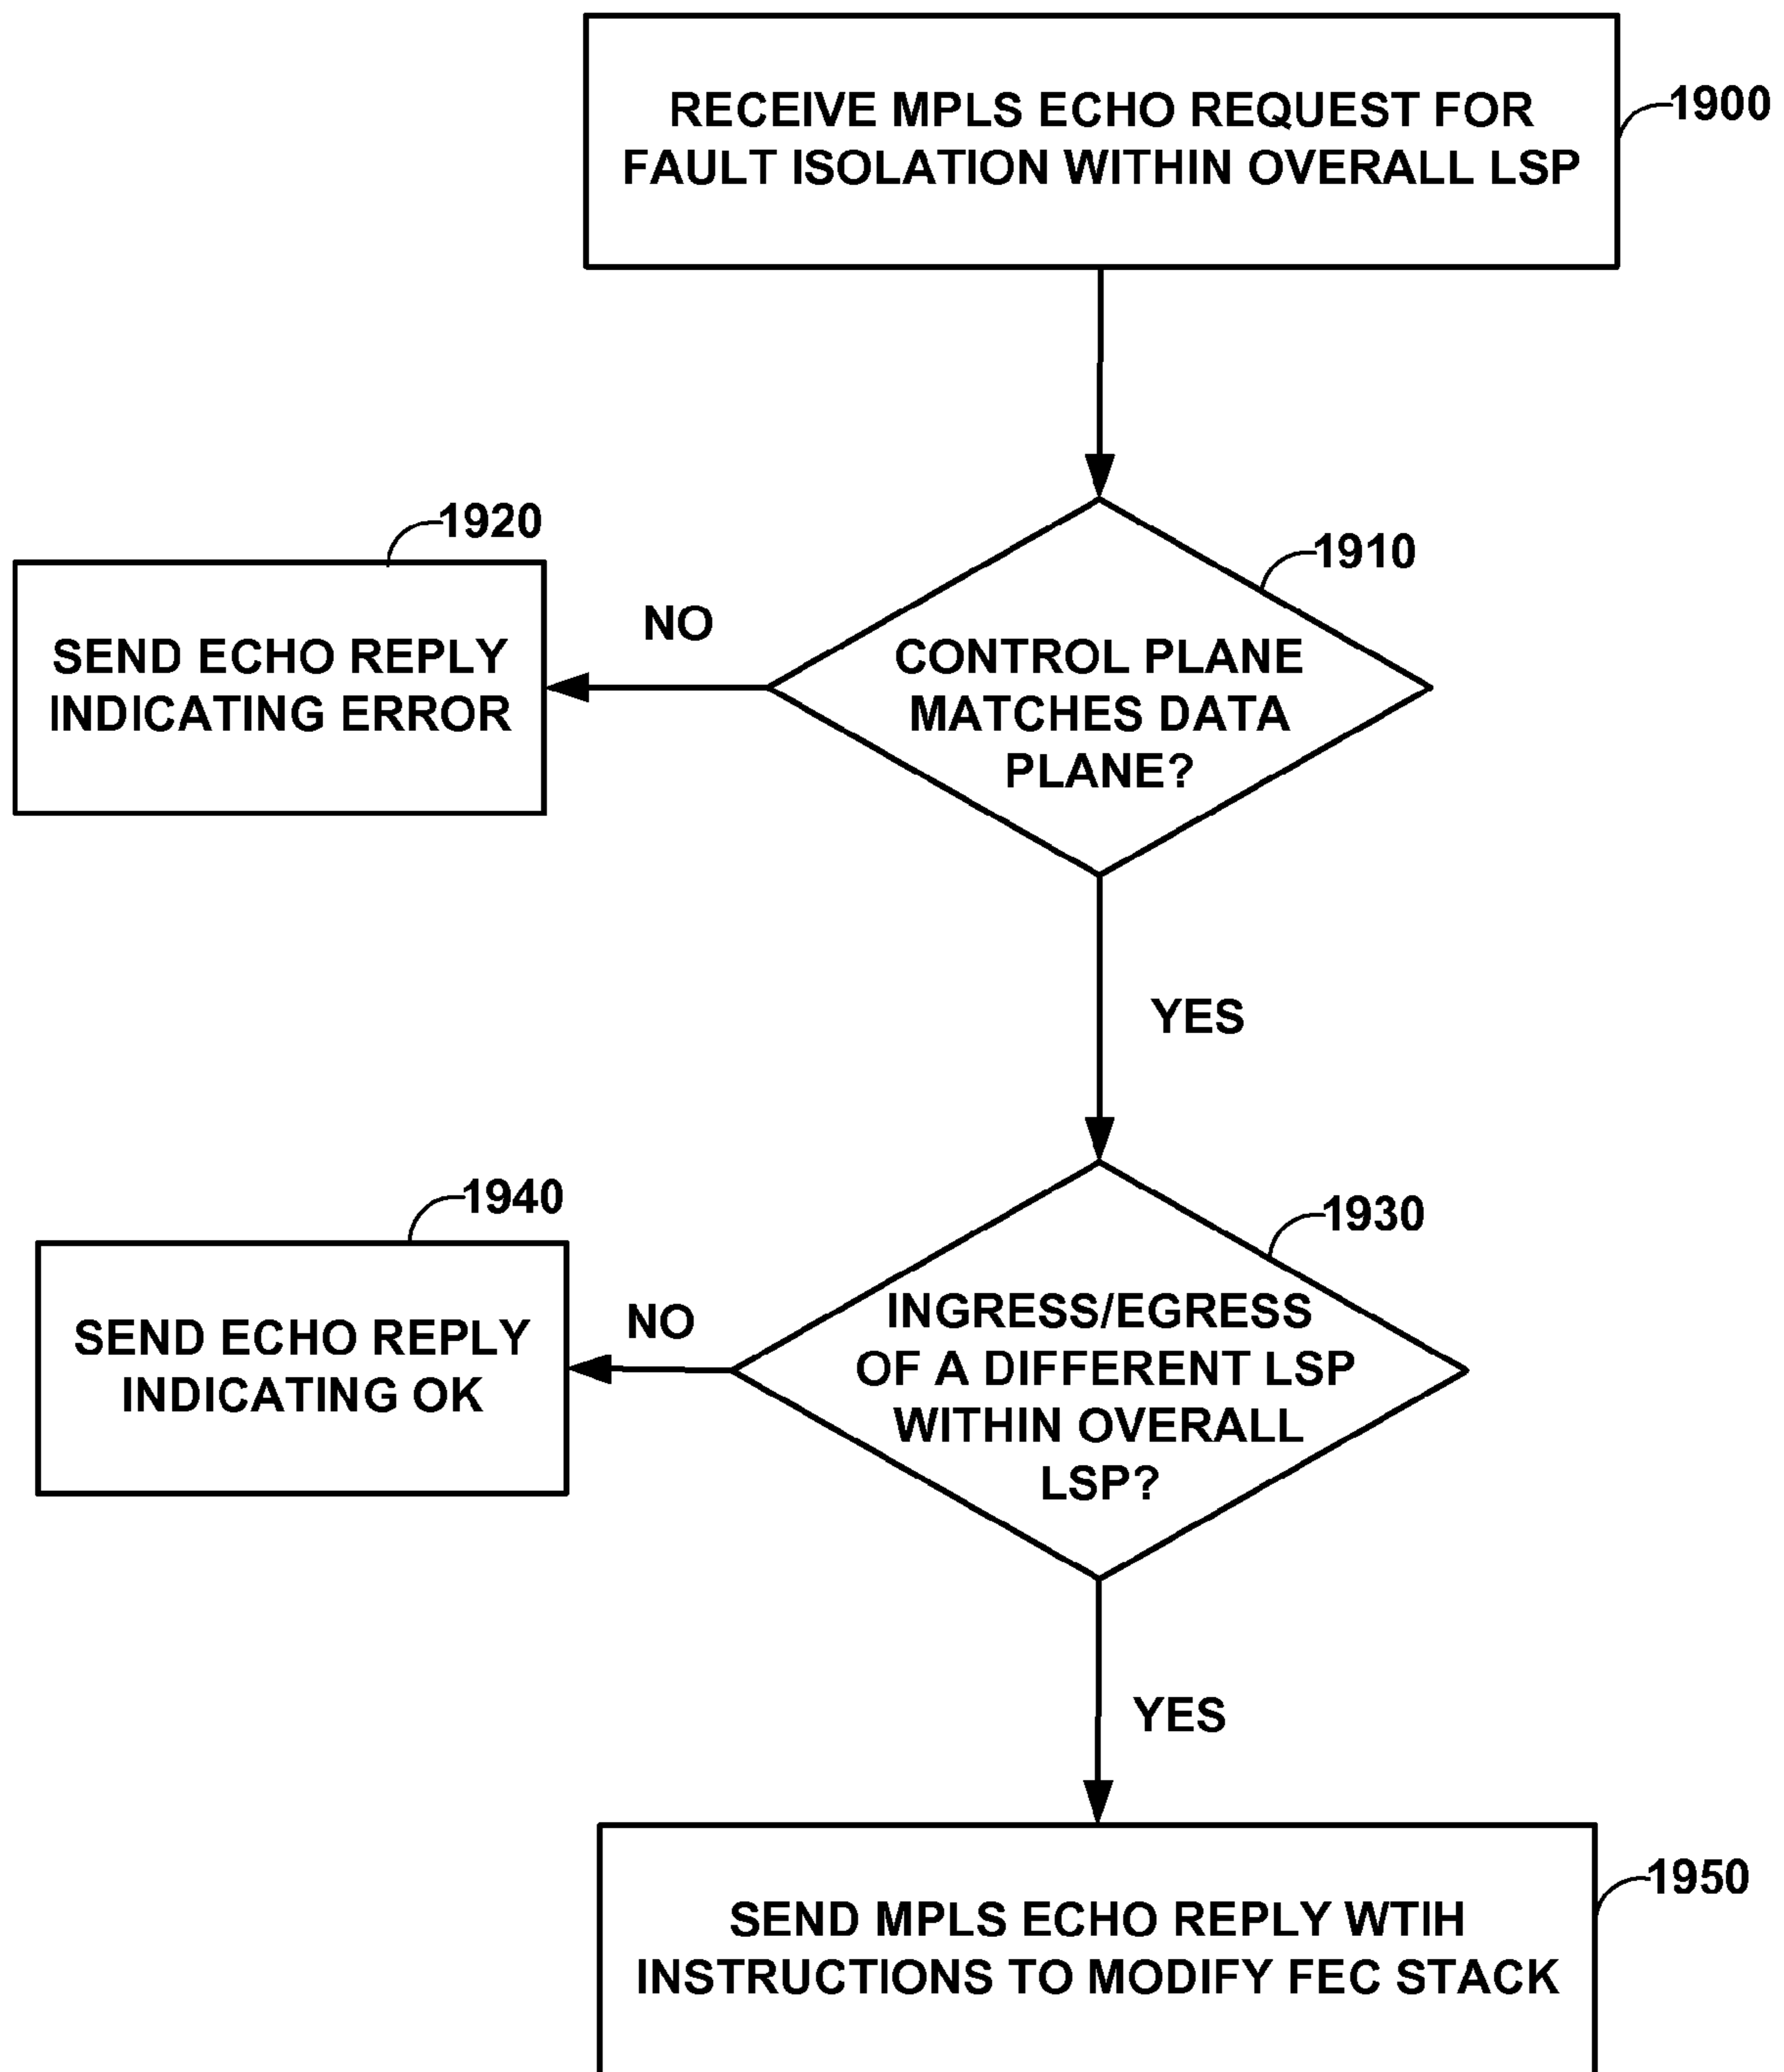 RECEIVE MPLS ECHO REQUEST FOR
FAULT ISOLATION WITHIN OVERALL LSP
1900
1920
1910
SEND ECHO REPLY
INDICATING ERROR
NO
CONTROL PLANE
MATCHES DATA
PLANE?
YES
1940
1930
SEND ECHO REPLY
INDICATING OK
NO
INGRESS/EGRESS
OF A DIFFERENT LSP
WITHIN OVERALL
LSP?
YES
1950
SEND MPLS ECHO REPLY WTIH
INSTRUCTIONS TO MODIFY FEC STACK